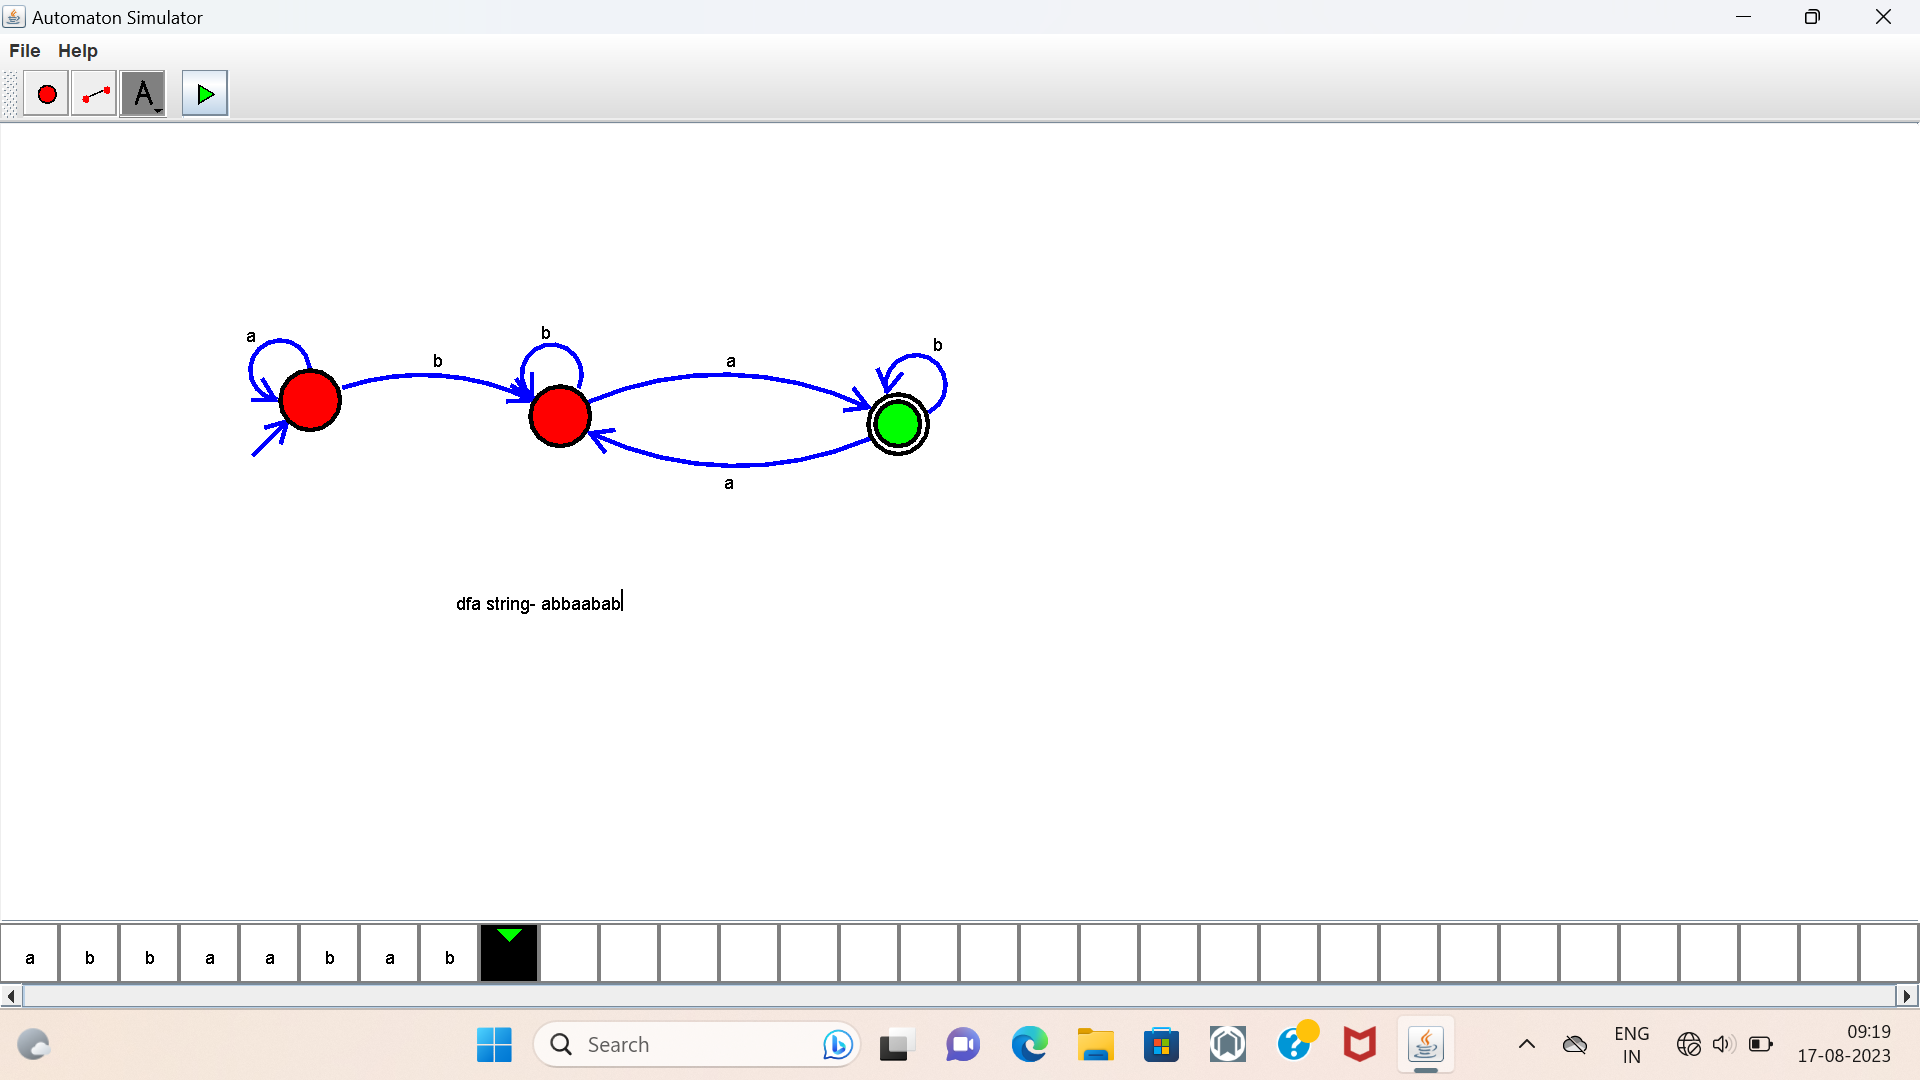 Automaton Simulator
File Help
A
a
b
b
a
b
a
dfa string- abbaabab
a b b a a b a b
Search
ENG
IN
09:19
17-08-2023